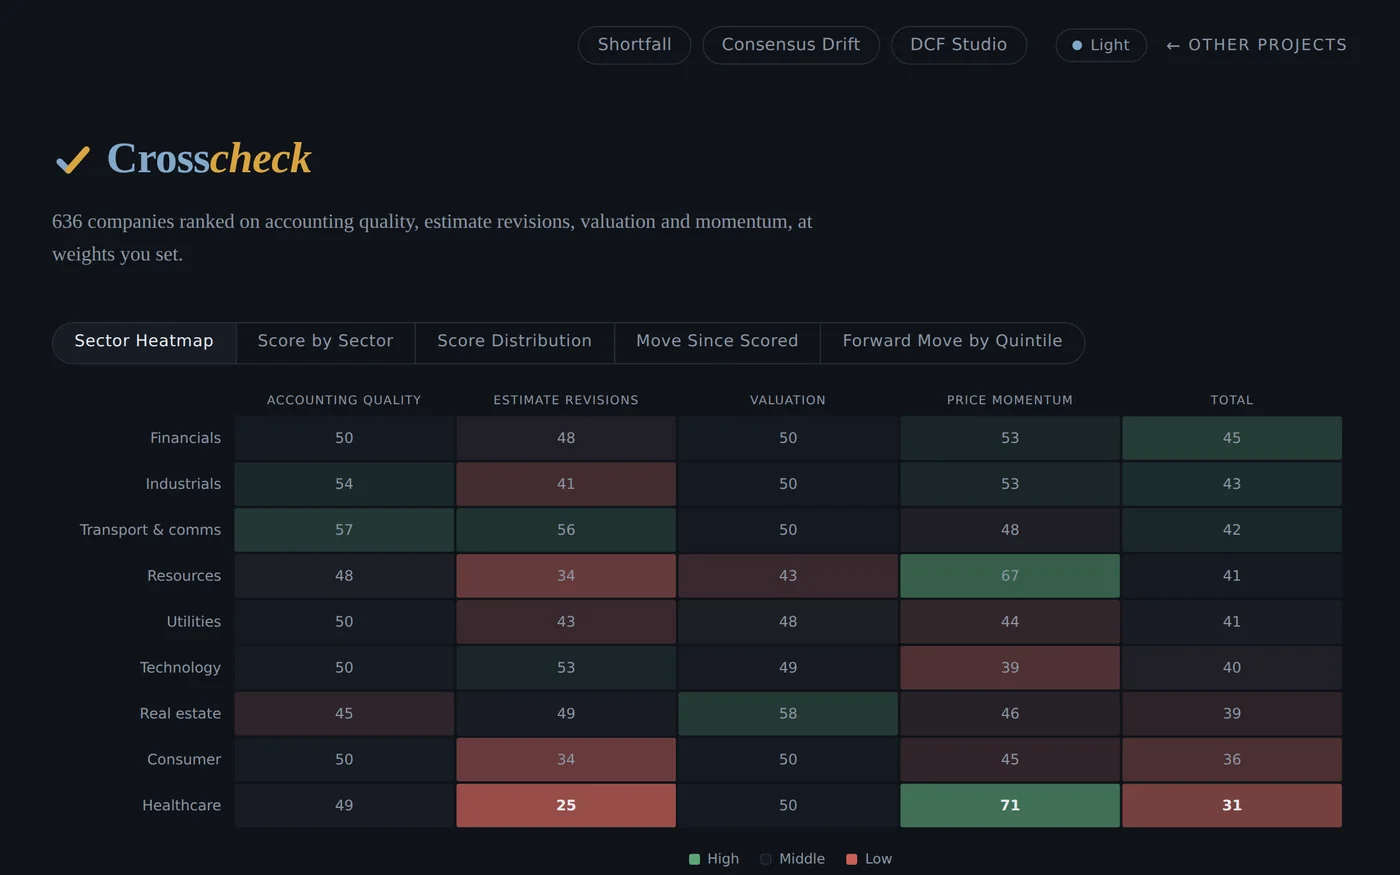 Shortfall Consensus Drift DCF Studio Light ← OTHER PROJECTS
Crosscheck
636 companies ranked on accounting quality, estimate revisions, valuation and momentum, at
weights you set.
Sector Heatmap Score by Sector Score Distribution Move Since Scored Forward Move by Quintile
ACCOUNTING QUALITY ESTIMATE REVISIONS VALUATION PRICE MOMENTUM TOTAL
Financials 50 48 50 53 45
Industrials 54 41 50 53 43
Transport & comms 57 56 50 48 42
Resources 48 34 43 67 41
Utilities 50 43 48 44 41
Technology 50 53 49 39 40
Real estate 45 49 58 46 39
Consumer 50 34 50 45 36
Healthcare 49 25 50 71 31
High Middle Low